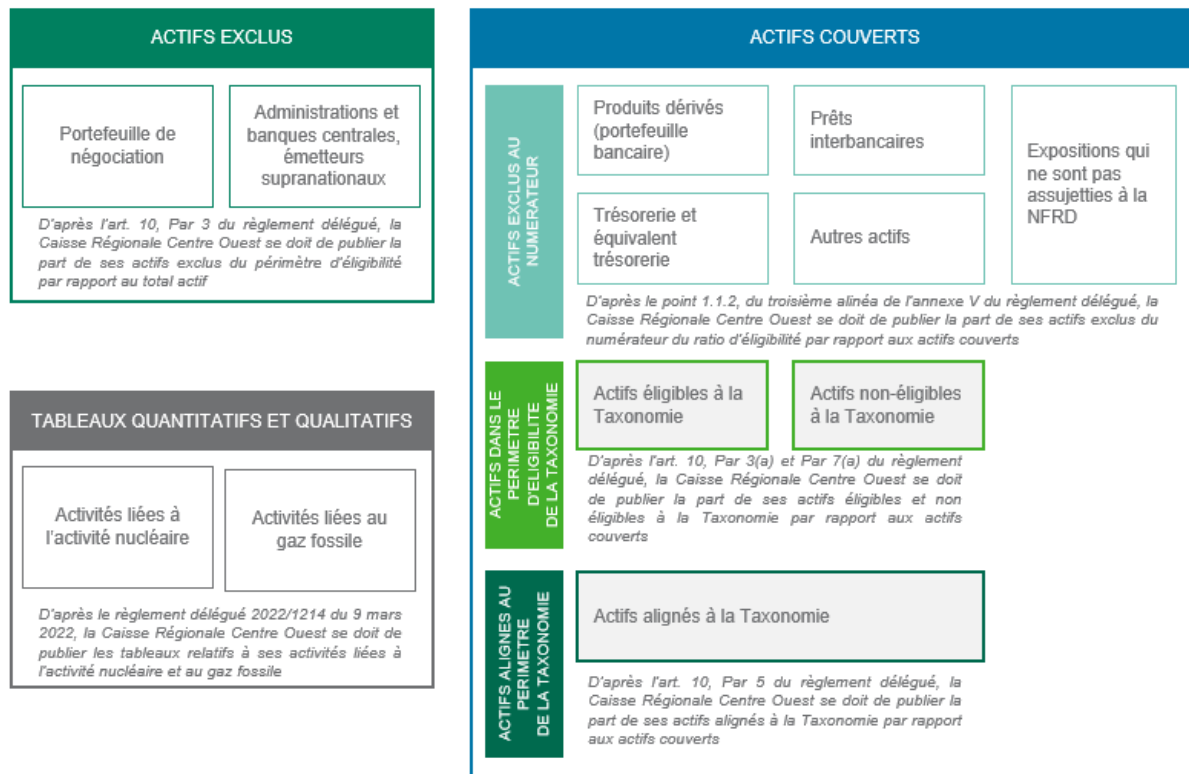 ACTIFS EXCLUS
Portefeuille de
négociation
Administrations et
banques centrales,
émetteurs
supranationaux
D'après l'art. 10, Par 3 du règlement délégué, la
Caisse Régionale Centre Ouest se doit de publier la
part de ses actifs exclus du périmètre d'éligibilité
par rapport au total actif
TABLEAUX QUANTITATIFS ET QUALITATIFS
Activités liées à
l'activité nucléaire
Activités liées au
gaz fossile
D'après le règlement délégué 2022/1214 du 9 mars
2022, la Caisse Régionale Centre Ouest se doit de
publier les tableaux relatifs à ses activités liées à
l'activité nucléaire et au gaz fossile
ACTIFS COUVERTS
ACTIFS EXCLUS AU
NUMERATEUR
Produits dérivés
(portefeuille
bancaire)
Prêts
interbancaires
Expositions qui
ne sont pas
assujetties à la
NFRD
Trésorerie et
équivalent
trésorerie
Autres actifs
D'après le point 1.1.2, du troisième alinéa de l'annexe V du règlement délégué, la
Caisse Régionale Centre Ouest se doit de publier la part de ses actifs exclus du
numérateur du ratio d'éligibilité par rapport aux actifs couverts
ACTIFS DANS LE
PERIMETRE
D'ELIGIBILITE
DE LA TAXONOMIE
Actifs éligibles à la
Taxonomie
Actifs non-éligibles
à la Taxonomie
D'après l'art. 10, Par 3(a) et Par 7(a) du règlement
délégué, la Caisse Régionale Centre Ouest se doit
de publier la part de ses actifs éligibles et non
éligibles à la Taxonomie par rapport aux actifs
couverts
ACTIFS ALIGNES AU
PERIMETRE
DE LA TAXONOMIE
Actifs alignés à la Taxonomie
D'après l'art. 10, Par 5 du règlement délégué, la
Caisse Régionale Centre Ouest se doit de publier la
part de ses actifs alignés à la Taxonomie par rapport
aux actifs couverts